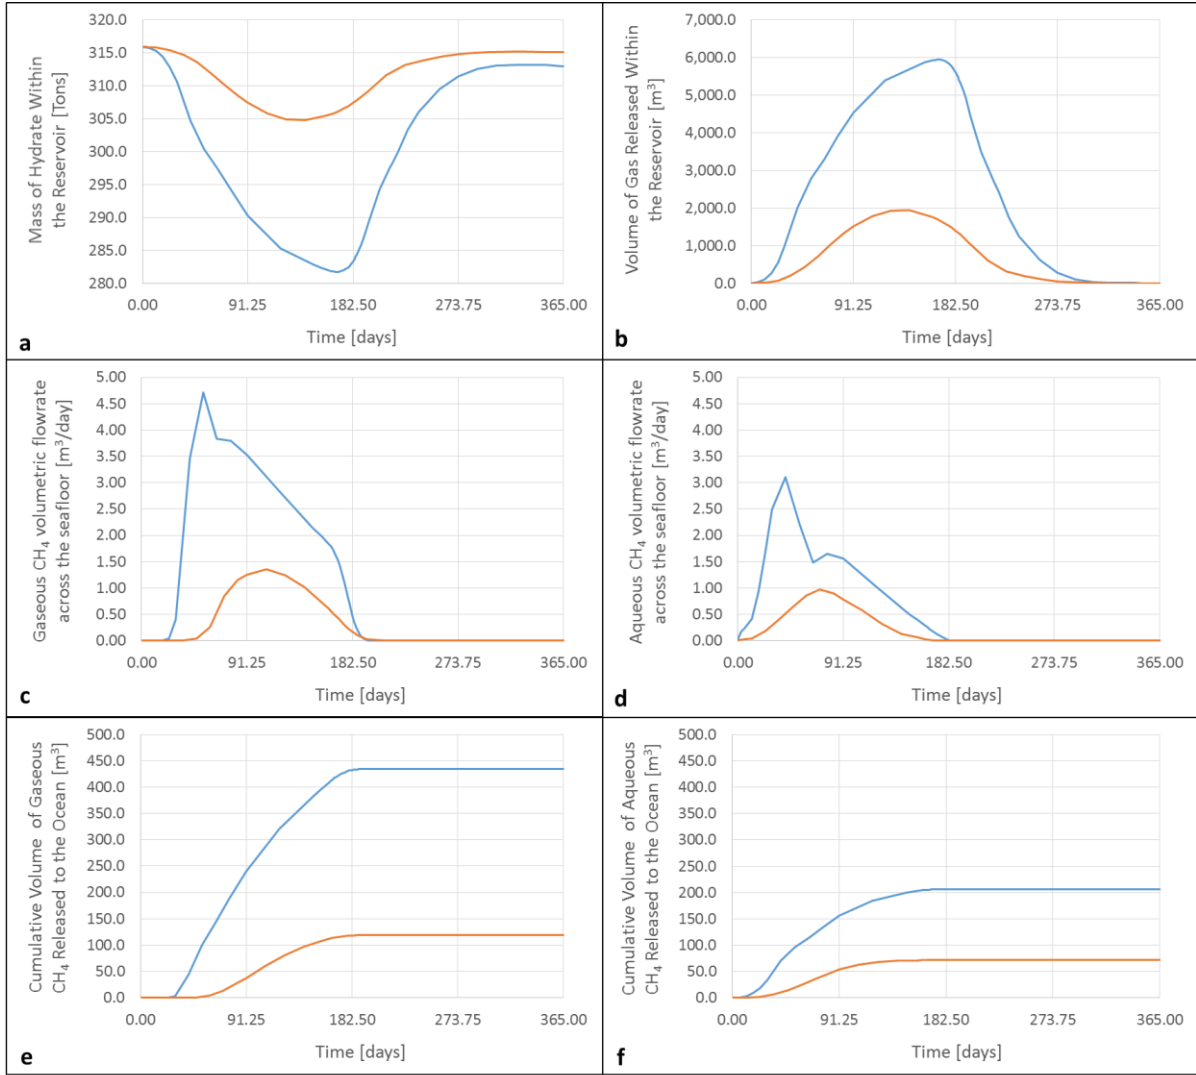 Mass of Hydrate Within
the Reservoir [Tons]
320.0
315.0
310.0
305.0
300.0
295.0
290.0
285.0
280.0
0.00 91.25 182.50 273.75 365.00
Time [days]
a
Volume of Gas Released Within
the Reservoir
[m³]
7,000.0
6,000.0
5,000.0
4,000.0
3,000.0
2,000.0
1,000.0
0.0
0.00 91.25 182.50 273.75 365.00
Time [days]
b
Gaseous CH₄ volumetric flowrate
across the seafloor [m³/day]
5.00
4.50
4.00
3.50
3.00
2.50
2.00
1.50
1.00
0.50
0.00
0.00 91.25 182.50 273.75 365.00
Time [days]
c
Aqueous CH₄ volumetric flowrate
across the seafloor [m³/day]
5.00
4.50
4.00
3.50
3.00
2.50
2.00
1.50
1.00
0.50
0.00
0.00 91.25 182.50 273.75 365.00
Time [days]
d
Cumulative Volume of Gaseous
CH₄ Released to the Ocean [m³]
500.0
450.0
400.0
350.0
300.0
250.0
200.0
150.0
100.0
50.0
0.0
0.00 91.25 182.50 273.75 365.00
Time [days]
e
Cumulative Volume of Aqueous
CH₄ Released to the Ocean [m³]
500.0
450.0
400.0
350.0
300.0
250.0
200.0
150.0
100.0
50.0
0.0
0.00 91.25 182.50 273.75 365.00
Time [days]
f